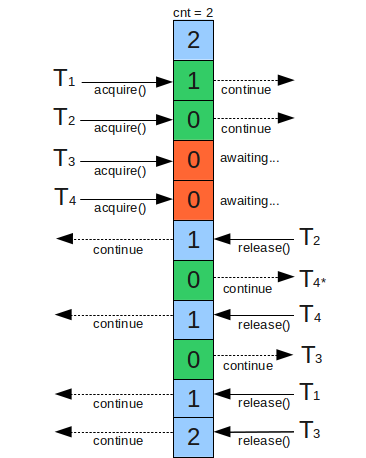 cnt = 2
2
T1 acquire() 1 continue
T2 acquire() 0 continue
T3 acquire() 0 awaiting...
T4 acquire() 0 awaiting...
continue 1 release() T2
0 continue T4*
continue 1 release() T4
0 continue T3
continue 1 release() T1
continue 2 release() T3